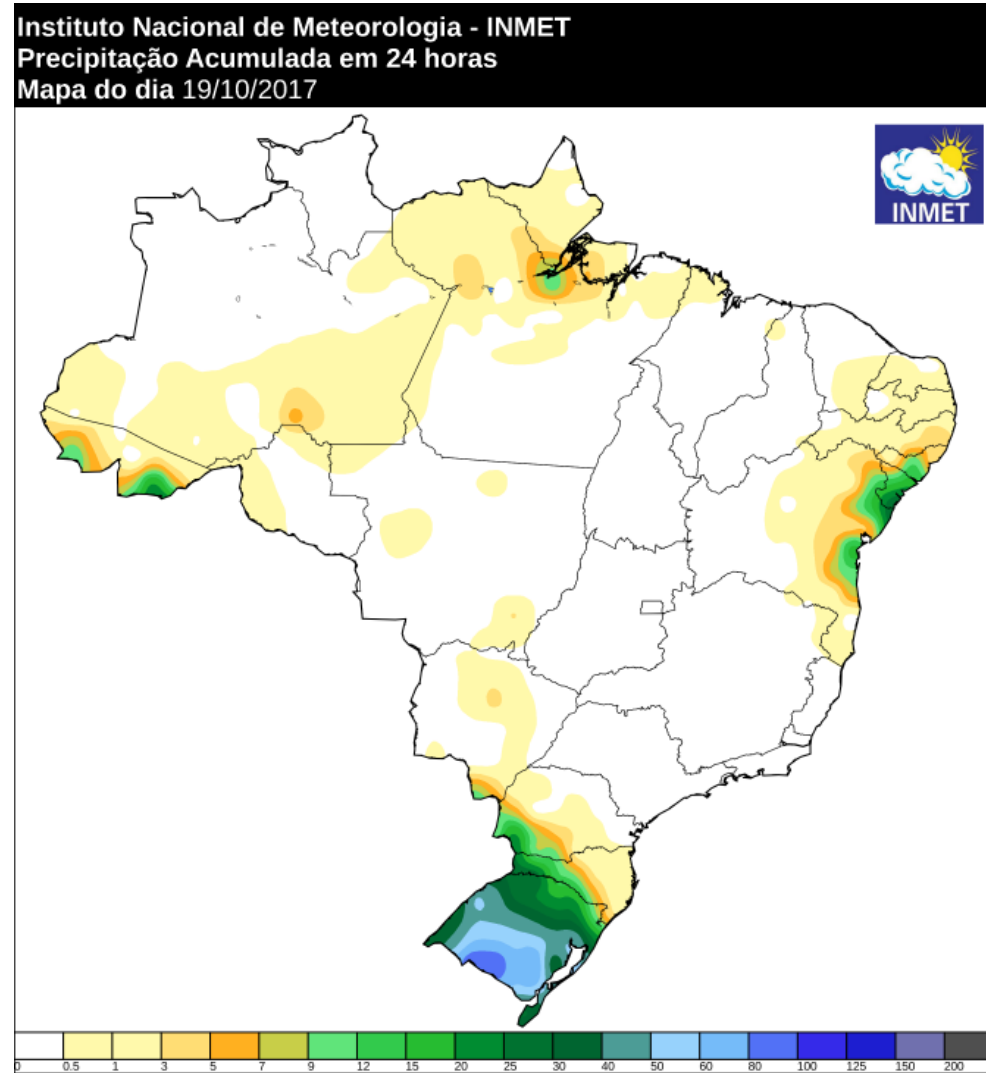 Instituto Nacional de Meteorologia - INMET
Precipitação Acumulada em 24 horas
Mapa do dia 19/10/2017
INMET
0 0.5 1 3 5 7 9 12 15 20 25 30 40 50 60 80 100 125 150 200